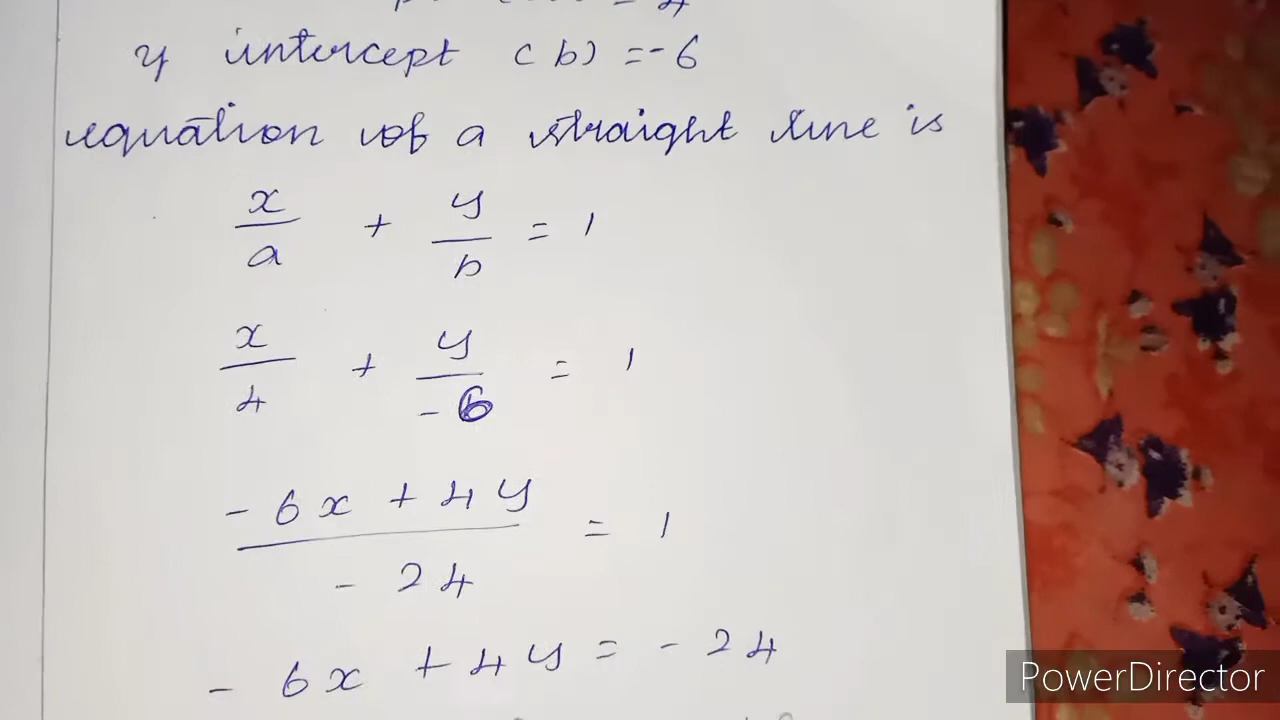 = 4
y intercept (b) = -6
equation of a straight line is
x/a + y/b = 1
x/4 + y/-6 = 1
-6x + 4y / -24 = 1
-6x + 4y = -24
PowerDirector